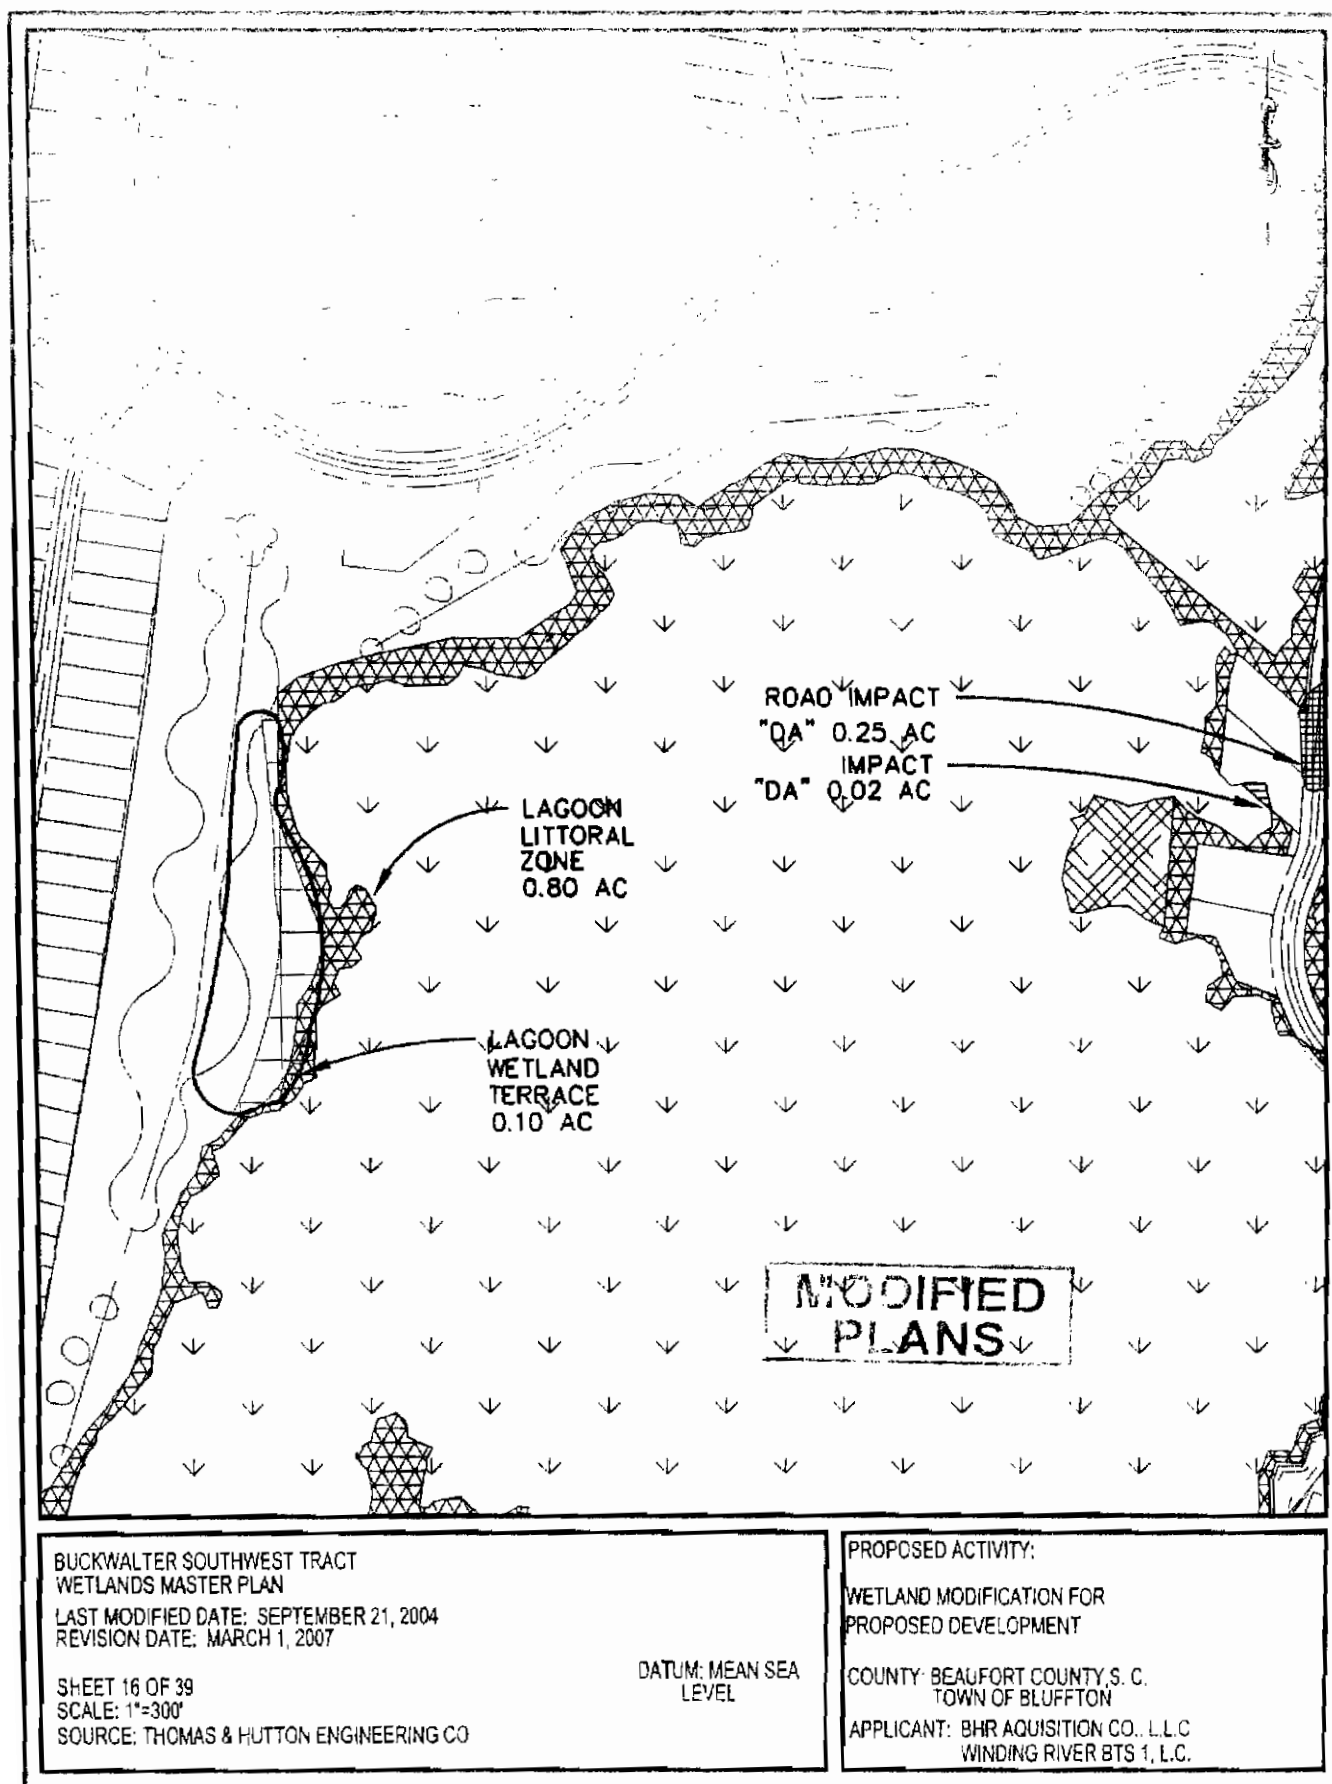 ROAD IMPACT
"DA" 0.25 AC
IMPACT
"DA" 0.02 AC
LAGOON
LITTORAL
ZONE
0.80 AC
LAGOON
WETLAND
TERRACE
0.10 AC
MODIFIED
PLANS
BUCKWALTER SOUTHWEST TRACT
WETLANDS MASTER PLAN
LAST MODIFIED DATE: SEPTEMBER 21, 2004
REVISION DATE: MARCH 1, 2007
SHEET 16 OF 39
SCALE: 1"=300'
SOURCE: THOMAS & HUTTON ENGINEERING CO
DATUM: MEAN SEA
LEVEL
PROPOSED ACTIVITY:
WETLAND MODIFICATION FOR
PROPOSED DEVELOPMENT
COUNTY: BEAUFORT COUNTY, S. C.
TOWN OF BLUFFTON
APPLICANT: BHR AQUISITION CO., L.L.C
WINDING RIVER BTS 1, L.C.